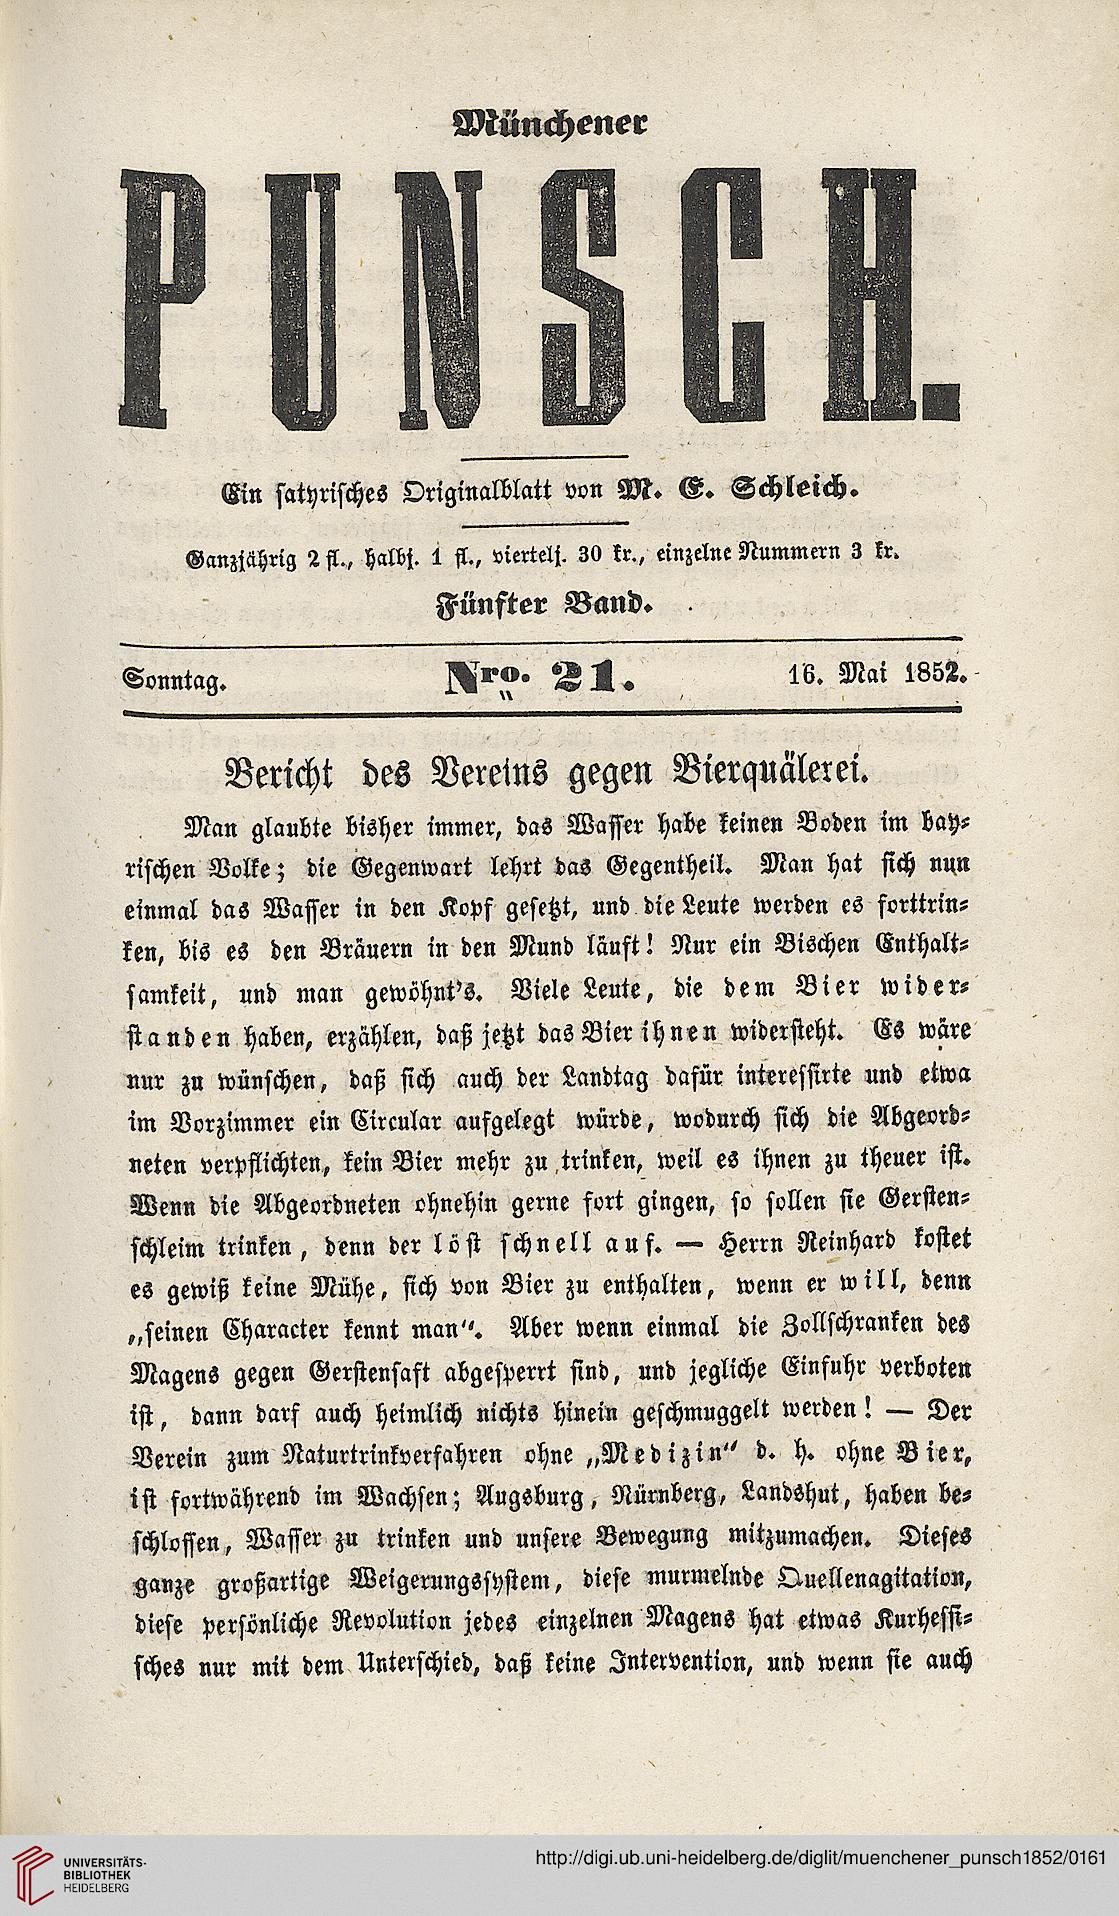 Münchener
PUNSCH.
Ein satyrisches Originalblatt von M. E. Schleich.
Ganzjährig 2 fl., halbj. 1 fl., viertelj. 30 kr., einzelne Nummern 3 kr.
Fünfter Band.
Sonntag. Nro. 21. 16. Mai 1852.
Bericht des Vereins gegen Bierquälerei.
Man glaubte bisher immer, das Wasser habe keinen Boden im bay-
rischen Volke; die Gegenwart lehrt das Gegentheil. Man hat sich nun
einmal das Wasser in den Kopf gesetzt, und die Leute werden es forttrin-
ken, bis es den Bräuern in den Mund läuft! Nur ein Bischen Enthalt-
samkeit, und man gewöhnt's. Viele Leute, die dem Bier wider-
standen haben, erzählen, daß jetzt das Bier ihnen widersteht. Es wäre
nur zu wünschen, daß sich auch der Landtag dafür interessirte und etwa
im Vorzimmer ein Circular aufgelegt würde, wodurch sich die Abgeord-
neten verpflichten, kein Bier mehr zu trinken, weil es ihnen zu theuer ist.
Wenn die Abgeordneten ohnehin gerne fort gingen, so sollen sie Gersten-
schleim trinken, denn der löst schnell auf. — Herrn Reinhard kostet
es gewiß keine Mühe, sich von Bier zu enthalten, wenn er will, denn
„seinen Character kennt man“. Aber wenn einmal die Zollschranken des
Magens gegen Gerstensaft abgesperrt sind, und jegliche Einfuhr verboten
ist, dann darf auch heimlich nichts hinein geschmuggelt werden! — Der
Verein zum Naturtrinkverfahren ohne „Medizin“ d. h. ohne Bier,
ist fortwährend im Wachsen; Augsburg, Nürnberg, Landshut, haben be-
schlossen, Wasser zu trinken und unsere Bewegung mitzumachen. Dieses
ganze großartige Weigerungssystem, diese murmelnde Quellenagitation,
diese persönliche Revolution jedes einzelnen Magens hat etwas Kurhessi-
sches nur mit dem Unterschied, daß keine Intervention, und wenn sie auch
UNIVERSITÄTS-
BIBLIOTHEK
HEIDELBERG
http://digi.ub.uni-heidelberg.de/diglit/muenchener_punsch1852/0161